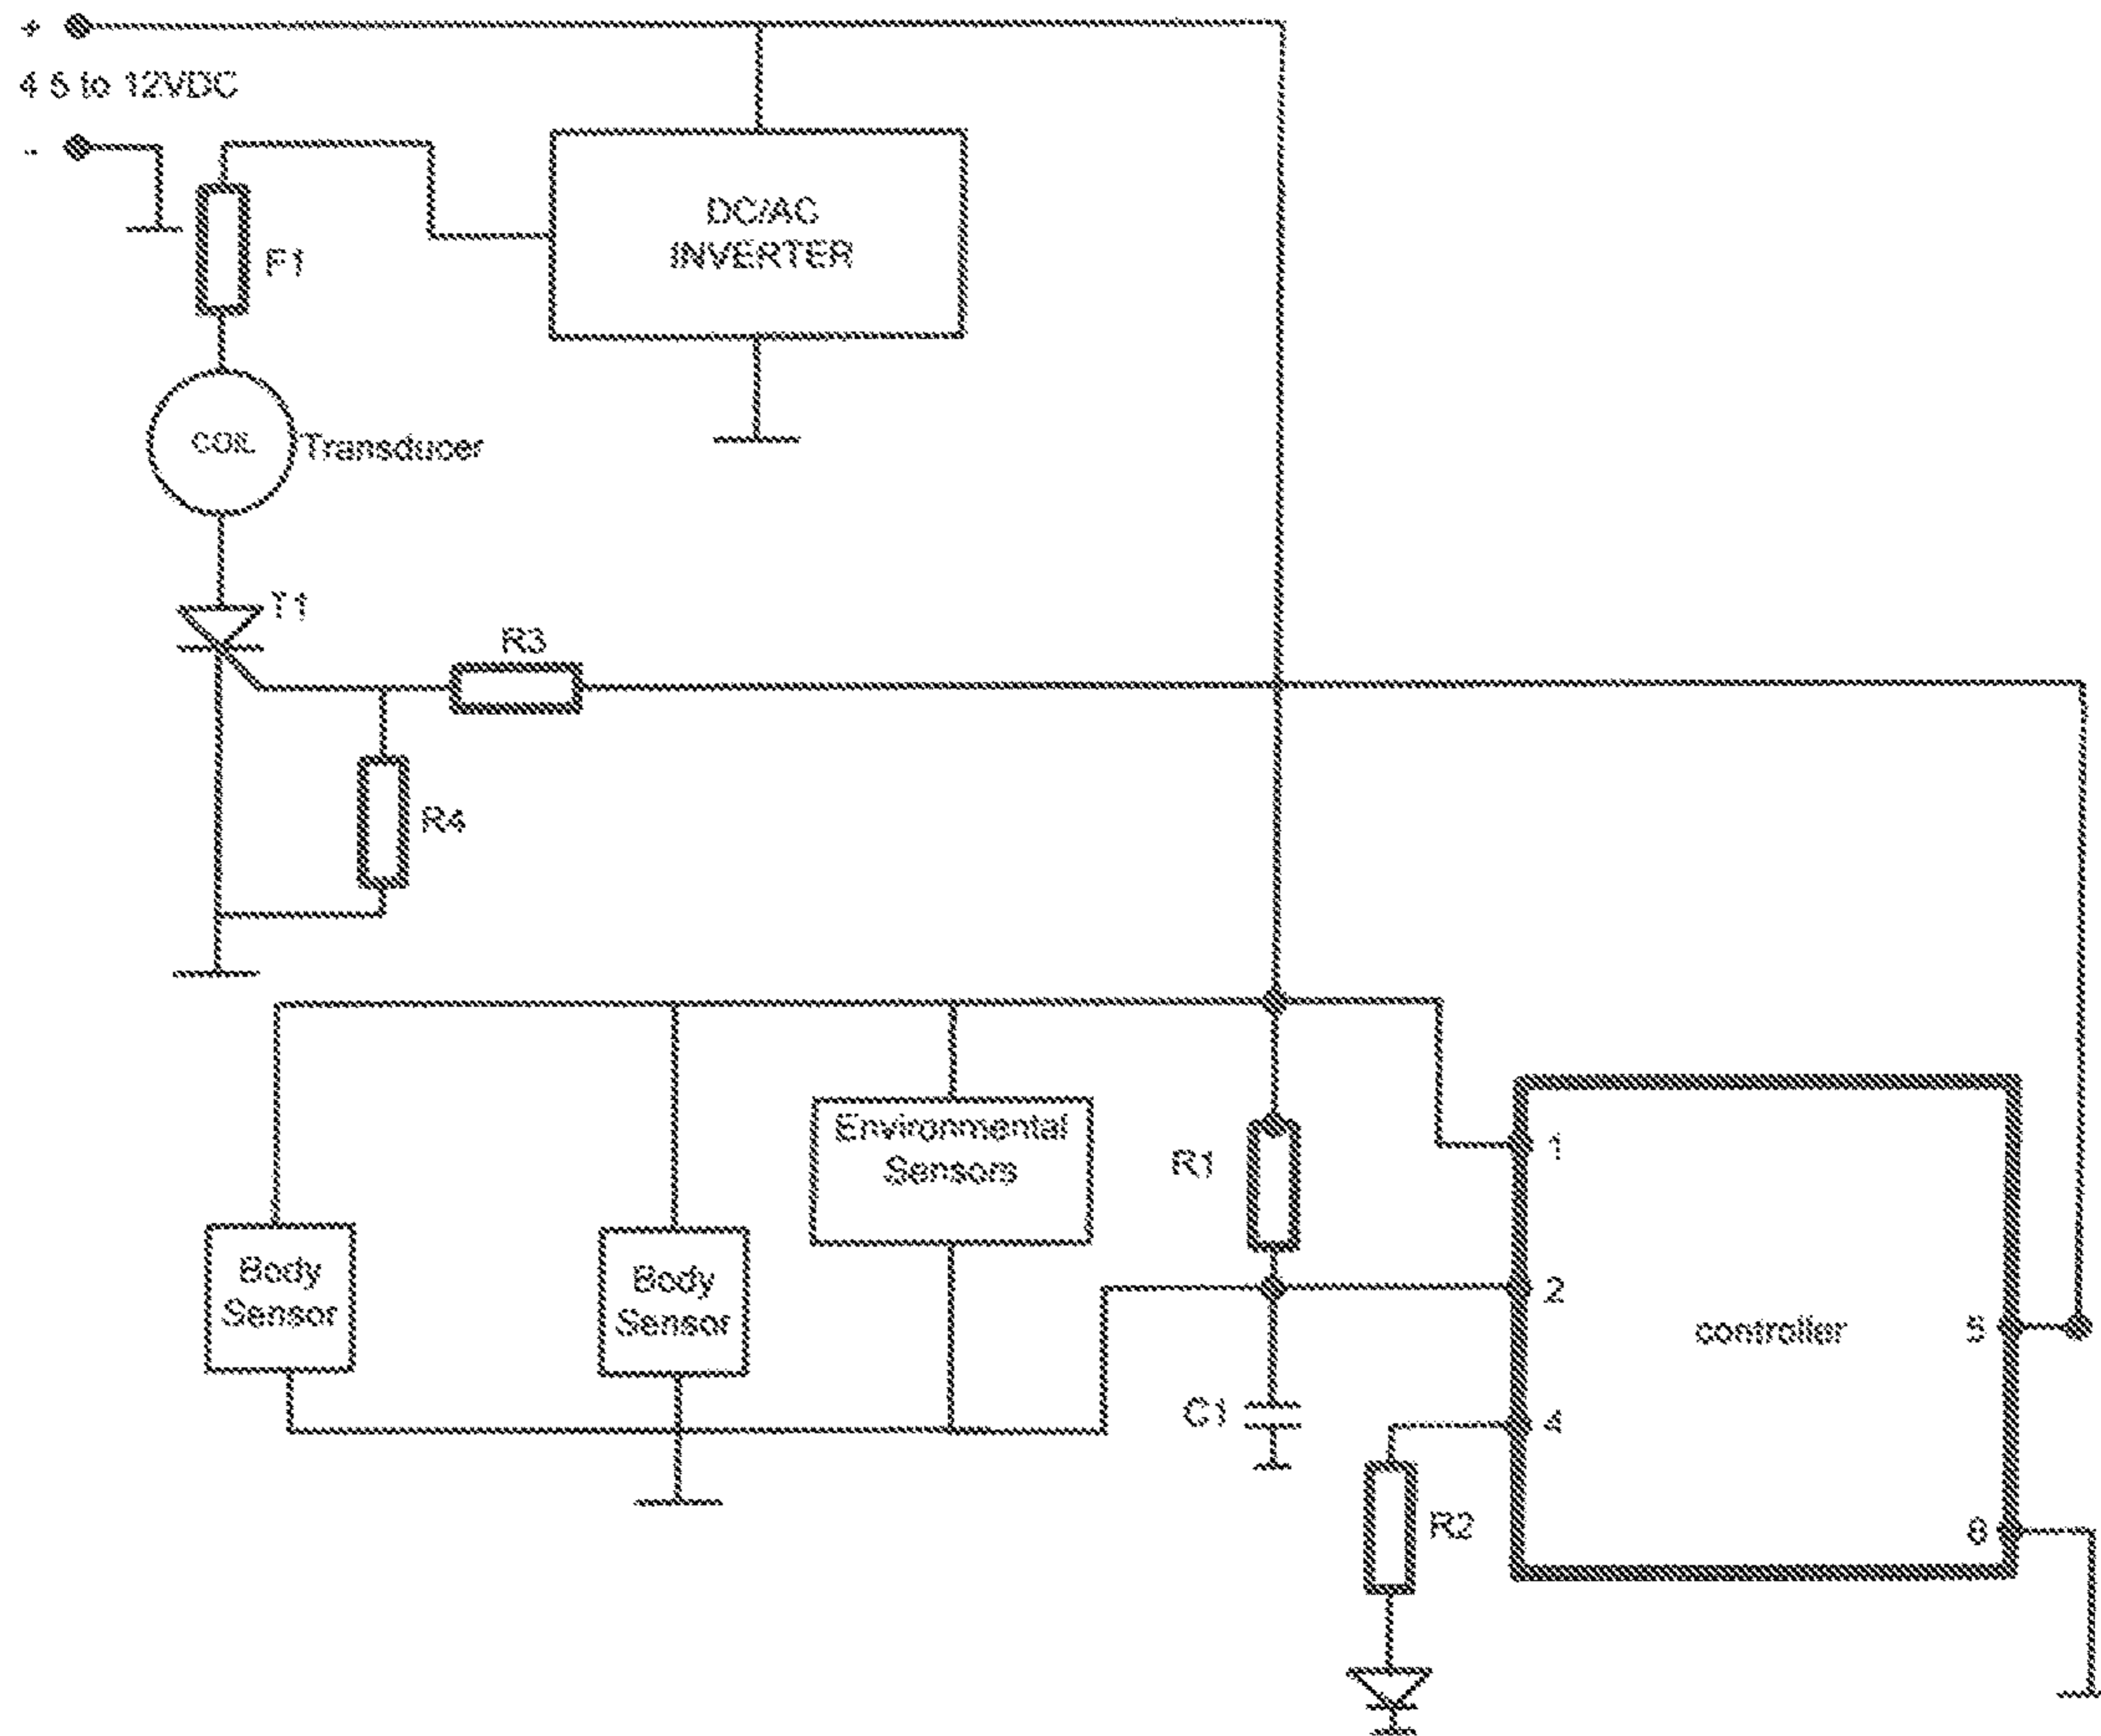 +
4.5 to 12VDC
-
F1
DC/AC
INVERTER
COIL
Transducer
T1
R3
R4
Environmental
Sensors
R1
1
Body
Sensor
Body
Sensor
2
controller
5
C1
4
R2
6